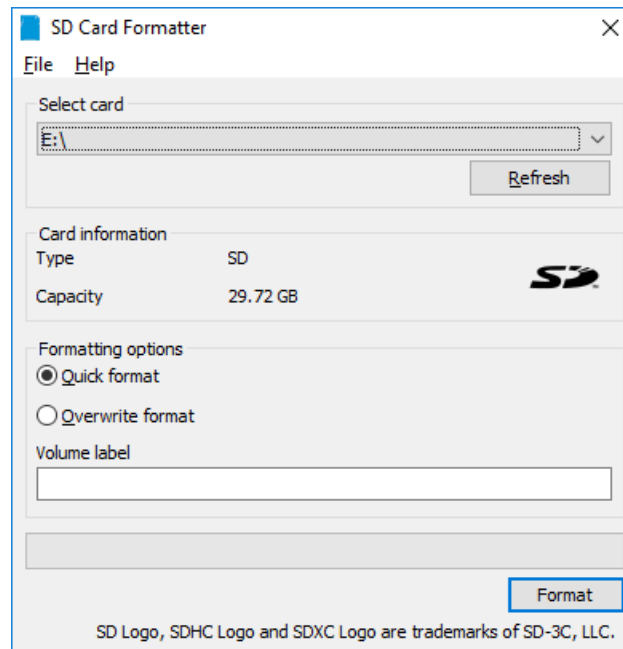 SD Card Formatter
File Help
Select card
E:\
Refresh
Card information
Type SD
Capacity 29.72 GB
SD
Formatting options
Quick format
Overwrite format
Volume label
Format
SD Logo, SDHC Logo and SDXC Logo are trademarks of SD-3C, LLC.